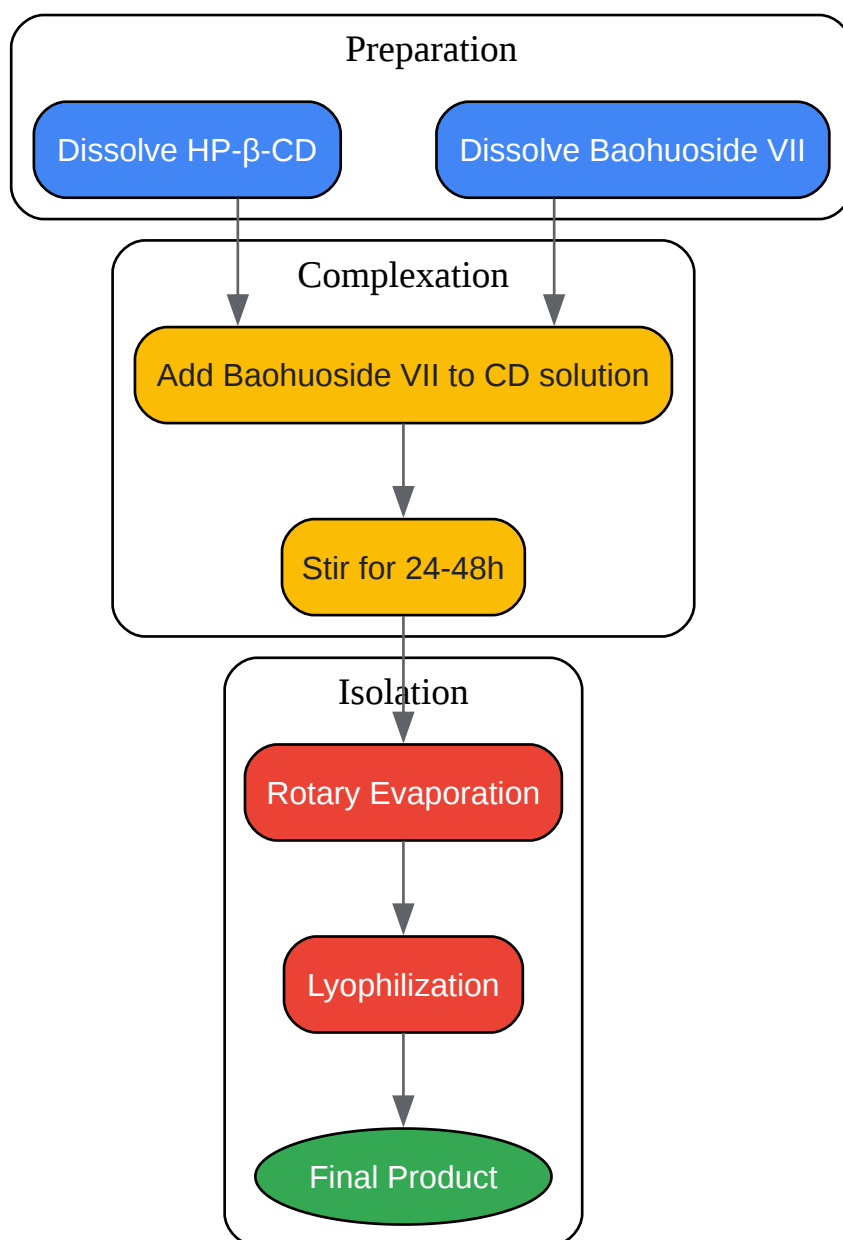 Preparation
Dissolve HP-β-CD
Dissolve Baohuoside VII
Complexation
Add Baohuoside VII to CD solution
Stir for 24-48h
Isolation
Rotary Evaporation
Lyophilization
Final Product